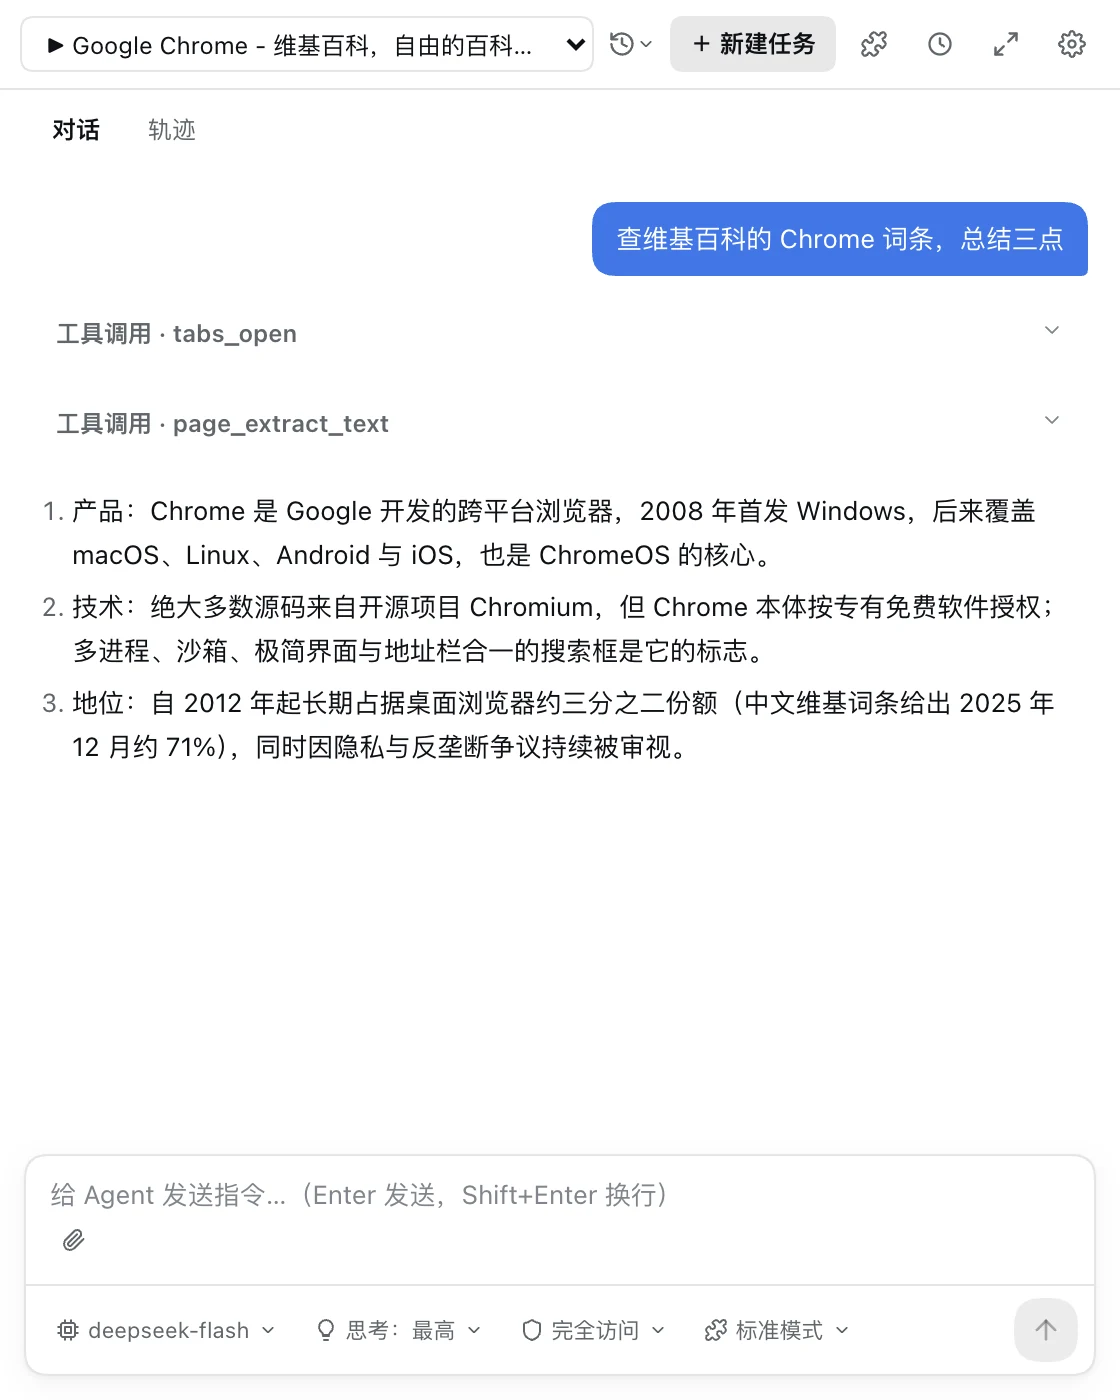 Google Chrome - 维基百科，自由的百科...
+ 新建任务
对话
轨迹
查维基百科的 Chrome 词条，总结三点
工具调用 · tabs_open
工具调用 · page_extract_text
1. 产品：Chrome 是 Google 开发的跨平台浏览器，2008 年首发 Windows，后来覆盖
macOS、Linux、Android 与 iOS，也是 ChromeOS 的核心。
2. 技术：绝大多数源码来自开源项目 Chromium，但 Chrome 本体按专有免费软件授权；
多进程、沙箱、极简界面与地址栏合一的搜索框是它的标志。
3. 地位：自 2012 年起长期占据桌面浏览器约三分之二份额（中文维基词条给出 2025 年
12 月约 71%），同时因隐私与反垄断争议持续被审视。
给 Agent 发送指令...（Enter 发送，Shift+Enter 换行）
deepseek-flash
思考：最高
完全访问
标准模式